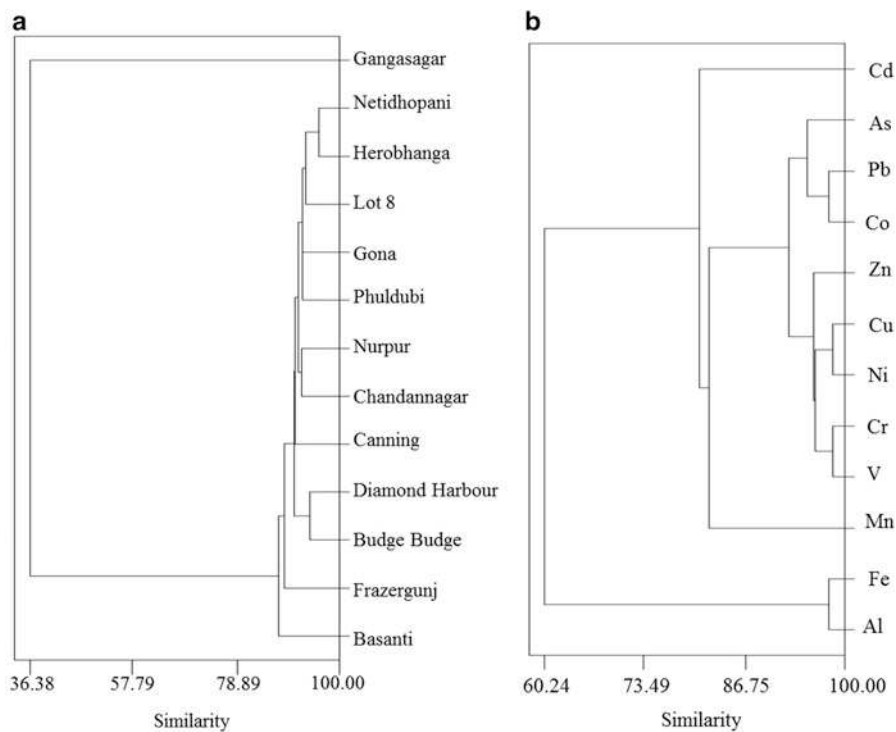 a
Gangasagar
Netidhopani
Herobhanga
Lot 8
Gona
Phuldubi
Nurpur
Chandannagar
Canning
Diamond Harbour
Budge Budge
Frazergunj
Basanti
36.38 57.79 78.89 100.00
Similarity
b
Cd
As
Pb
Co
Zn
Cu
Ni
Cr
V
Mn
Fe
Al
60.24 73.49 86.75 100.00
Similarity